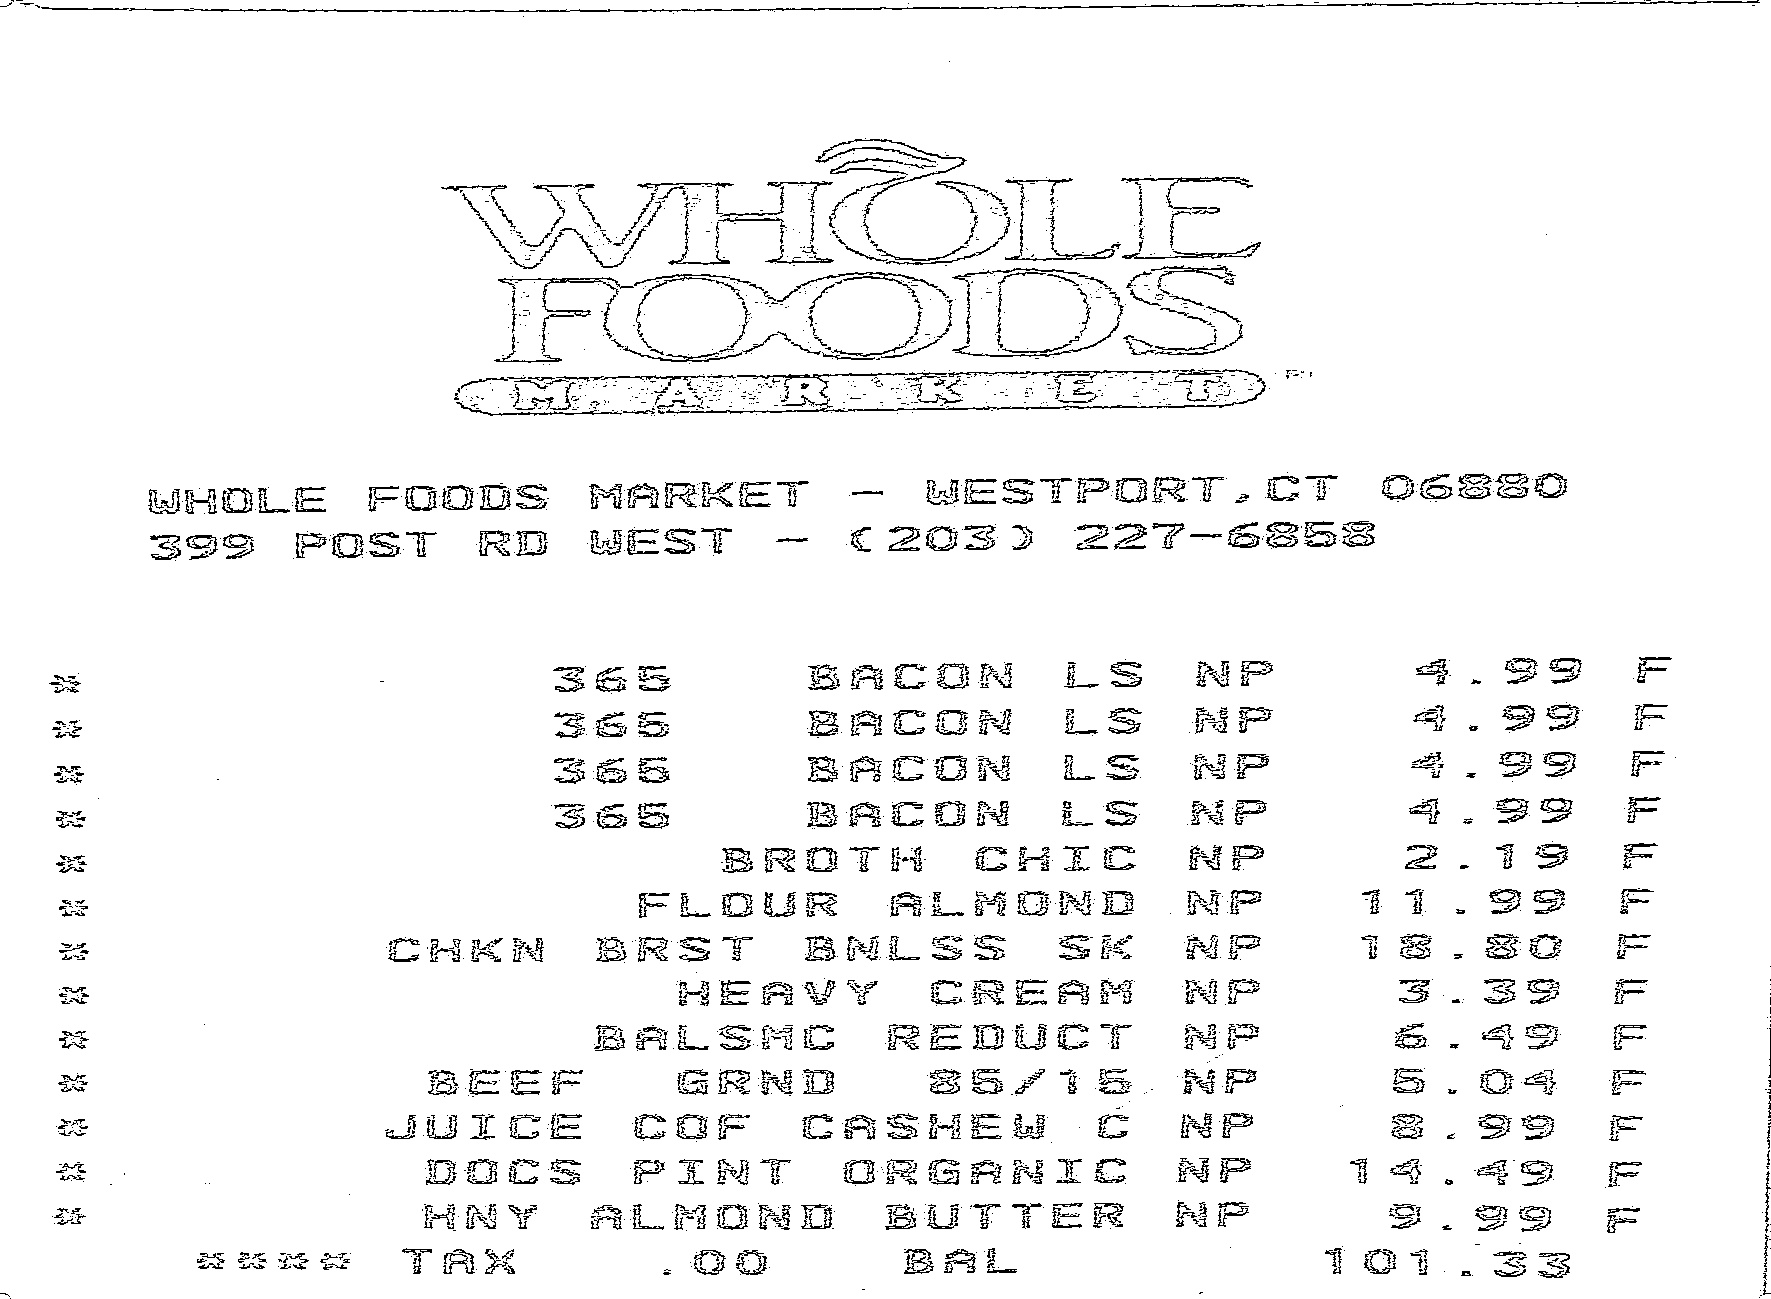 WHOLE
FOODS
MARKET
WHOLE FOODS MARKET - WESTPORT,CT 06880
399 POST RD WEST - (203) 227-6858
* 365 BACON LS NP 4.99 F
* 365 BACON LS NP 4.99 F
* 365 BACON LS NP 4.99 F
* 365 BACON LS NP 4.99 F
* BROTH CHIC NP 2.19 F
* FLOUR ALMOND NP 11.99 F
* CHKN BRST BNLSS SK NP 18.80 F
* HEAVY CREAM NP 3.39 F
* BALSMC REDUCT NP 6.49 F
* BEEF GRND 85/15 NP 5.04 F
* JUICE COF CASHEW C NP 8.99 F
* DOCS PINT ORGANIC NP 14.49 F
* HNY ALMOND BUTTER NP 9.99 F
**** TAX .00 BAL 101.33